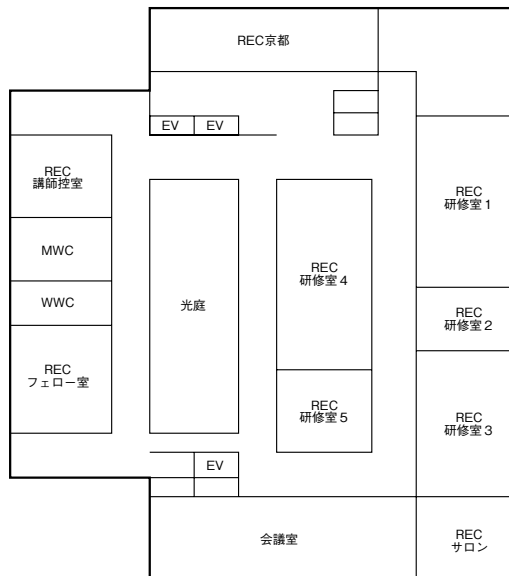 REC京都
EV
EV
REC
講師控室
MWC
WWC
REC
フェロー室
光庭
REC
研修室4
REC
研修室5
REC
研修室1
REC
研修室2
REC
研修室3
EV
会議室
REC
サロン